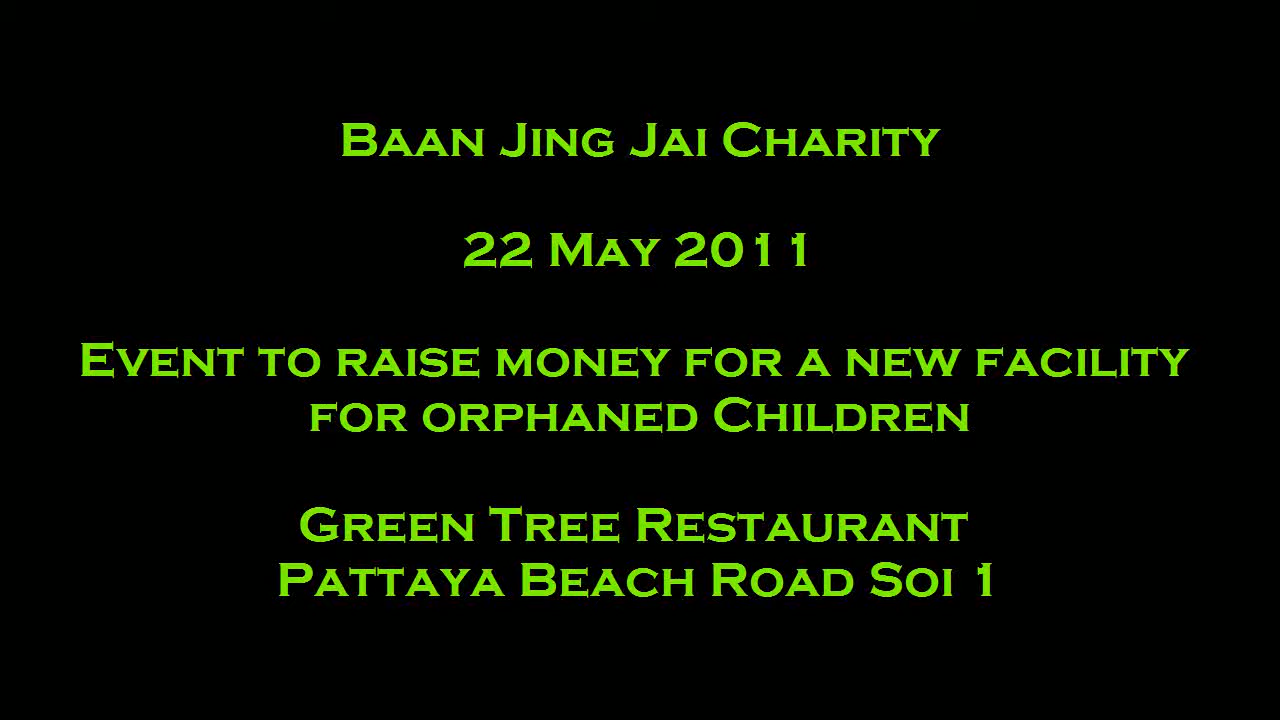 Baan Jing Jai Charity
22 May 2011
Event to raise money for a new facility
for orphaned Children
Green Tree Restaurant
Pattaya Beach Road Soi 1